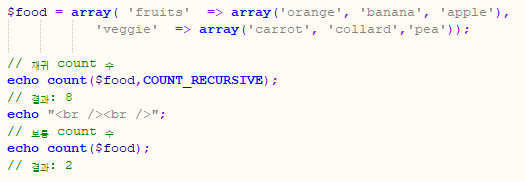 $food = array( 'fruits'  => array('orange', 'banana', 'apple'),
            'veggie'  => array('carrot', 'collard','pea'));
// 재귀 count 수
echo count($food,COUNT_RECURSIVE);
// 결과: 8
echo "<br /><br />";
// 보통 count 수
echo count($food);
// 결과: 2